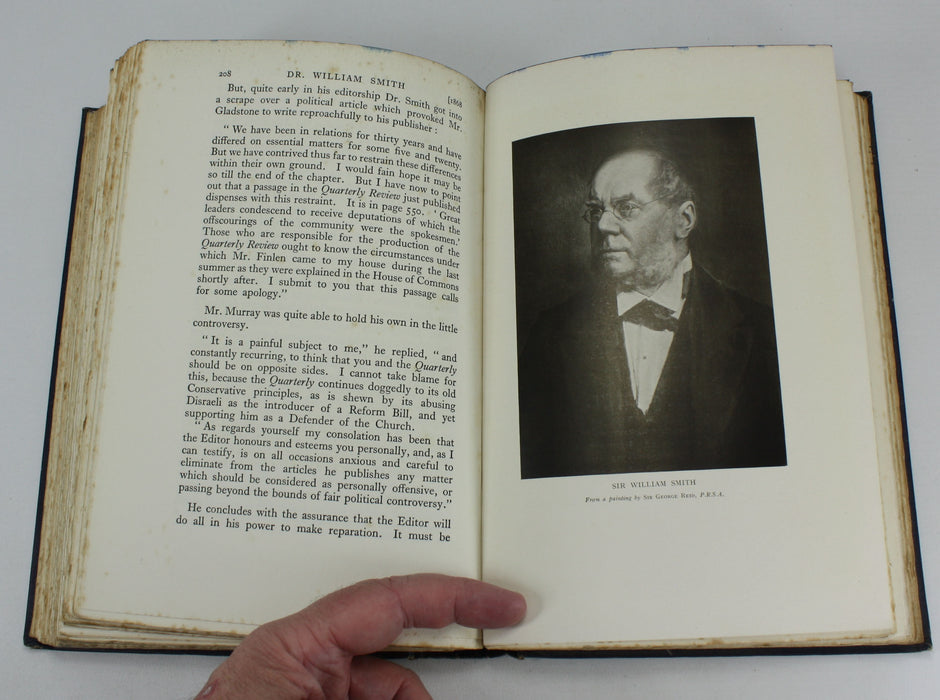 208 DR. WILLIAM SMITH [1868
But, quite early in his editorship Dr. Smith got into
a scrape over a political article which provoked Mr.
Gladstone to write reproachfully to his publisher :
“ We have been in relations for thirty years and have
differed on essential matters for some five and twenty.
But we have contrived thus far to restrain these differences
within their own ground. I would fain hope it may be
so till the end of the chapter. But I have now to point
out that a passage in the Quarterly Review just published
dispenses with this restraint. It is in page 550. ‘ Great
leaders condescend to receive deputations of which the
offscourings of the community were the spokesmen.’
Those who are responsible for the production of the
Quarterly Review ought to know the circumstances under
which Mr. Finlen came to my house during the last
summer as they were explained in the House of Commons
shortly after. I submit to you that this passage calls
for some apology.”
Mr. Murray was quite able to hold his own in the little
controversy.
“ It is a painful subject to me,” he replied, “ and
constantly recurring, to think that you and the Quarterly
should be on opposite sides. I cannot take blame for
this, because the Quarterly continues doggedly to its old
Conservative principles, as is shewn by its abusing
Disraeli as the introducer of a Reform Bill, and yet
supporting him as a Defender of the Church.
“ As regards yourself my consolation has been that
the Editor honours and esteems you personally, and, as I
can testify, is on all occasions anxious and careful to
eliminate from the articles he publishes any matter
which should be considered as personally offensive, or
passing beyond the bounds of fair political controversy.”
He concludes with the assurance that the Editor will
do all in his power to make reparation. It must be
SIR WILLIAM SMITH
From a painting by SIR GEORGE REID, P.R.S.A.